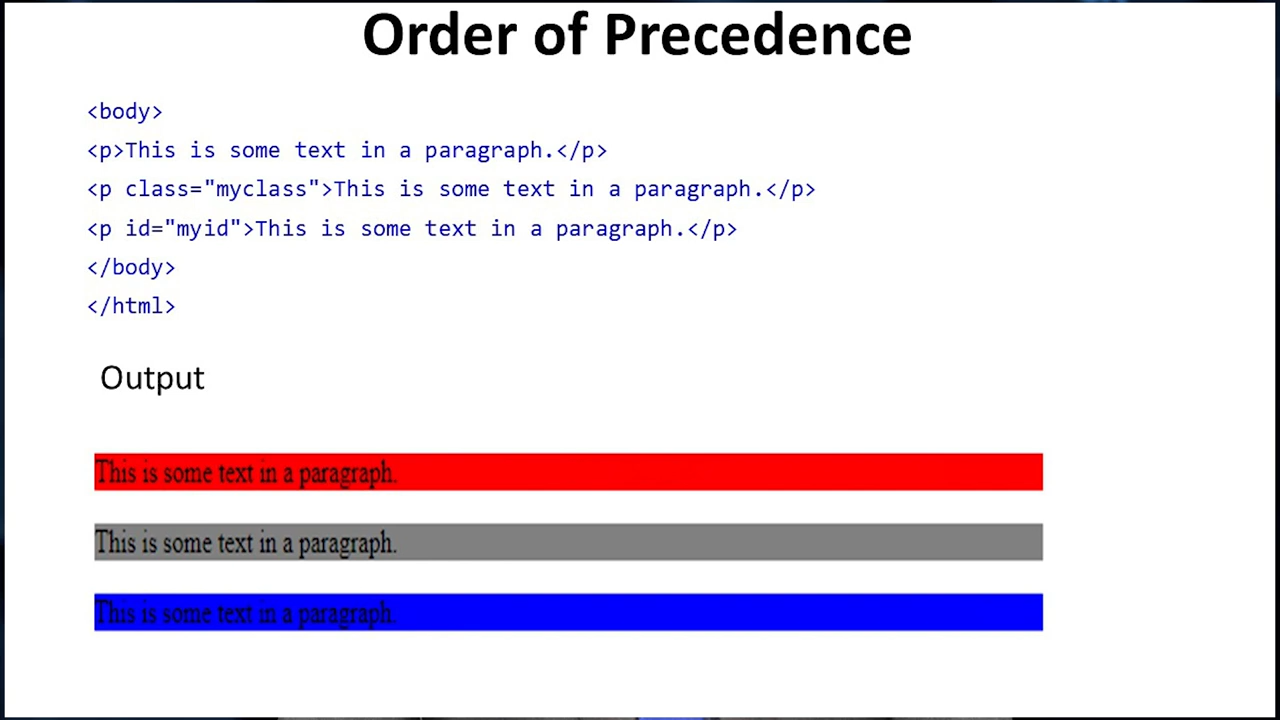 Order of Precedence
<body>
<p>This is some text in a paragraph.</p>
<p class="myclass">This is some text in a paragraph.</p>
<p id="myid">This is some text in a paragraph.</p>
</body>
</html>
Output
This is some text in a paragraph.
This is some text in a paragraph.
This is some text in a paragraph.